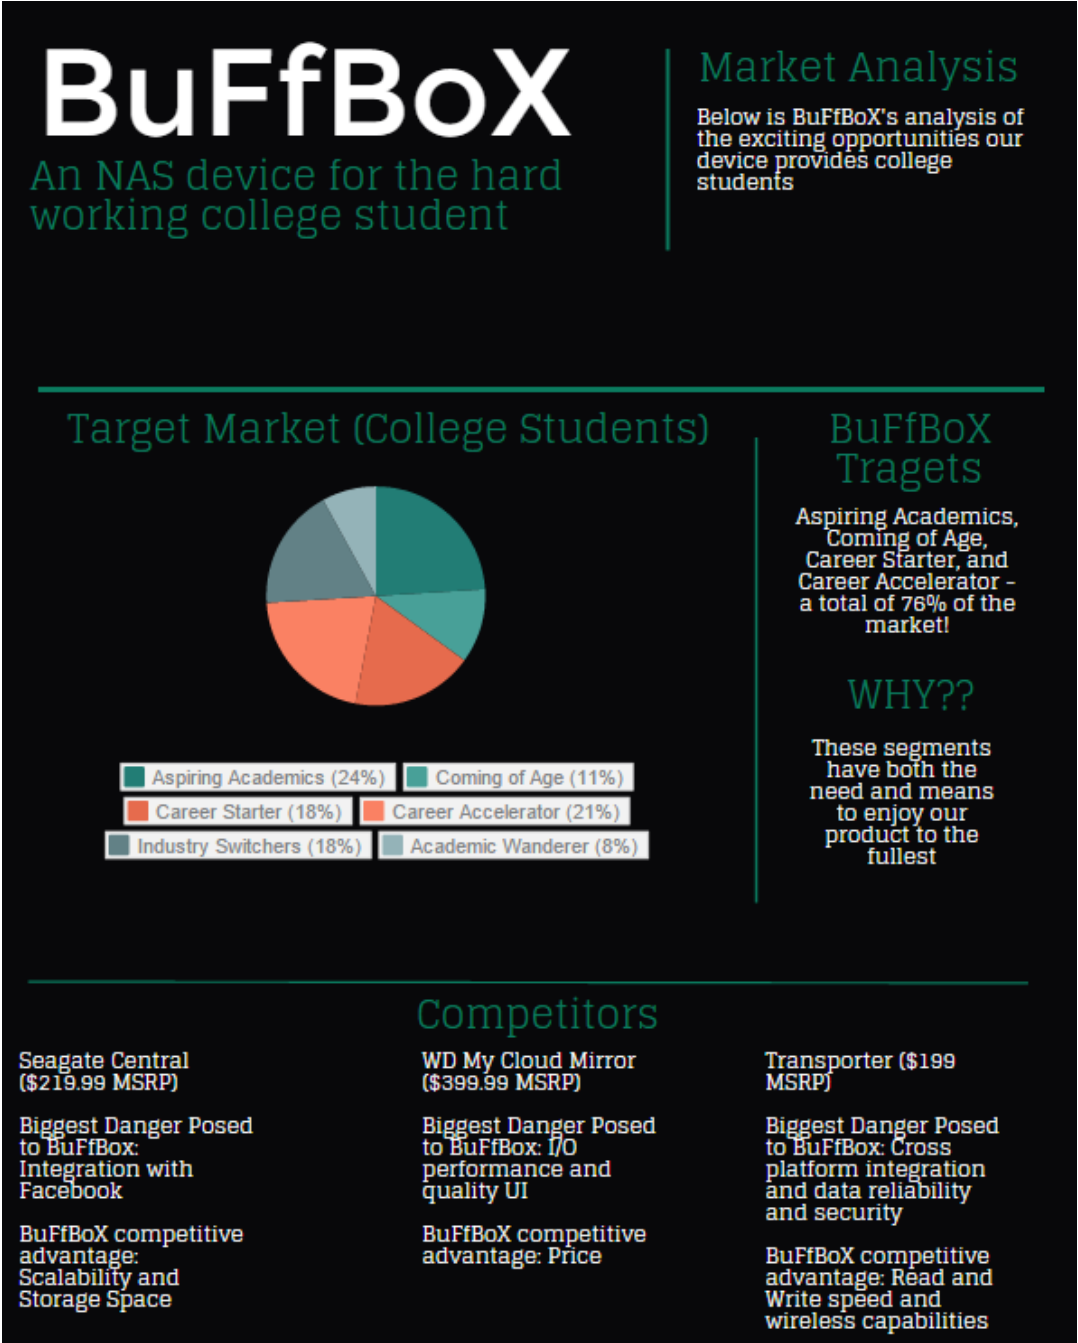 BuFfBoX
An NAS device for the hard
working college student
Market Analysis
Below is BuFfBoX's analysis of
the exciting opportunities our
device provides college
students
Target Market (College Students)
Aspiring Academics (24%)
Coming of Age (11%)
Career Starter (18%)
Career Accelerator (21%)
Industry Switchers (18%)
Academic Wanderer (8%)
BuFfBoX
Tragets
Aspiring Academics,
Coming of Age,
Career Starter, and
Career Accelerator -
a total of 76% of the
market!
WHY??
These segments
have both the
need and means
to enjoy our
product to the
fullest
Competitors
Seagate Central
($219.99 MSRP)
Biggest Danger Posed
to BuFfBox:
Integration with
Facebook
BuFfBoX competitive
advantage:
Scalability and
Storage Space
WD My Cloud Mirror
($399.99 MSRP)
Biggest Danger Posed
to BuFfBox: I/O
performance and
quality UI
BuFfBoX competitive
advantage: Price
Transporter ($199
MSRP)
Biggest Danger Posed
to BuFfBox: Cross
platform integration
and data reliability
and security
BuFfBoX competitive
advantage: Read and
Write speed and
wireless capabilities